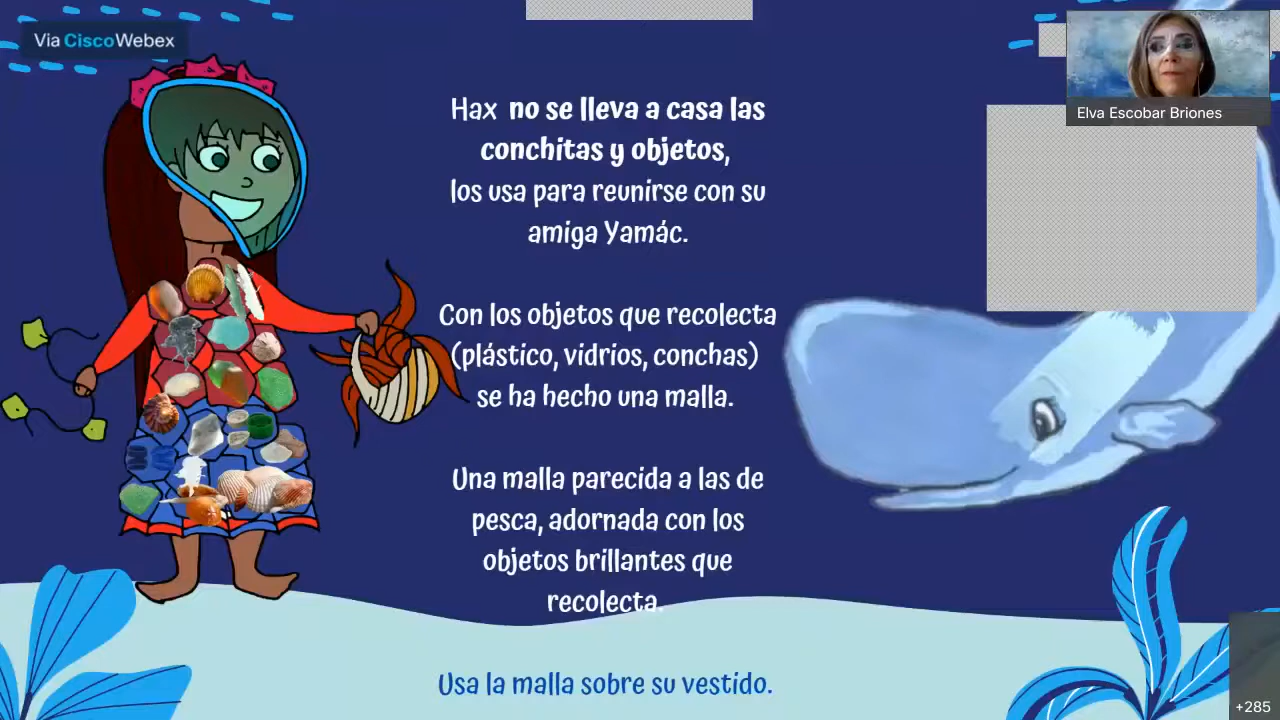 Via CiscoWebex
Elva Escobar Briones
Hax no se lleva a casa las
conchitas y objetos,
los usa para reunirse con su
amiga Yamác.
Con los objetos que recolecta
(plástico, vidrios, conchas)
se ha hecho una malla.
Una malla parecida a las de
pesca, adornada con los
objetos brillantes que
recolecta.
Usa la malla sobre su vestido.
+285